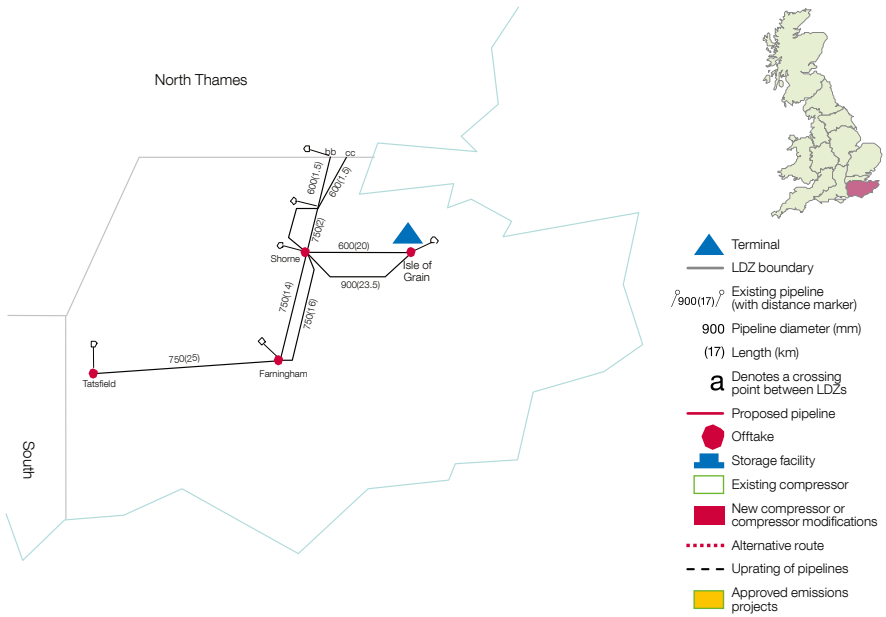 North Thames
bb
cc
600(1.5)
600(1.5)
750(2)
Shorne
600(20)
Isle of
Grain
900(23.5)
750(14)
750(16)
750(25)
Tatsfield
Farningham
South
Terminal
LDZ boundary
900(17)
Existing pipeline
(with distance marker)
900
Pipeline diameter (mm)
(17)
Length (km)
a
Denotes a crossing
point between LDZs
Proposed pipeline
Offtake
Storage facility
Existing compressor
New compressor or
compressor modifications
Alternative route
Uprating of pipelines
Approved emissions
projects